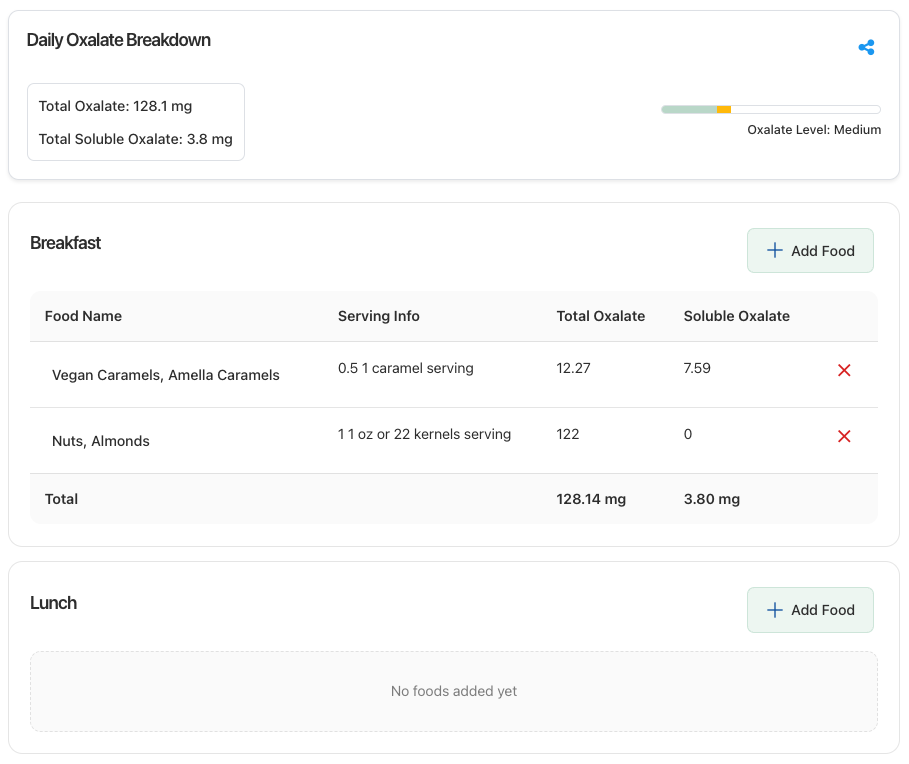 Daily Oxalate Breakdown
Total Oxalate: 128.1 mg
Total Soluble Oxalate: 3.8 mg
Oxalate Level: Medium
Breakfast
Add Food
Food Name Serving Info Total Oxalate Soluble Oxalate
Vegan Caramels, Amella Caramels 0.5 1 caramel serving 12.27 7.59
Nuts, Almonds 1 1 oz or 22 kernels serving 122 0
Total 128.14 mg 3.80 mg
Lunch
Add Food
No foods added yet